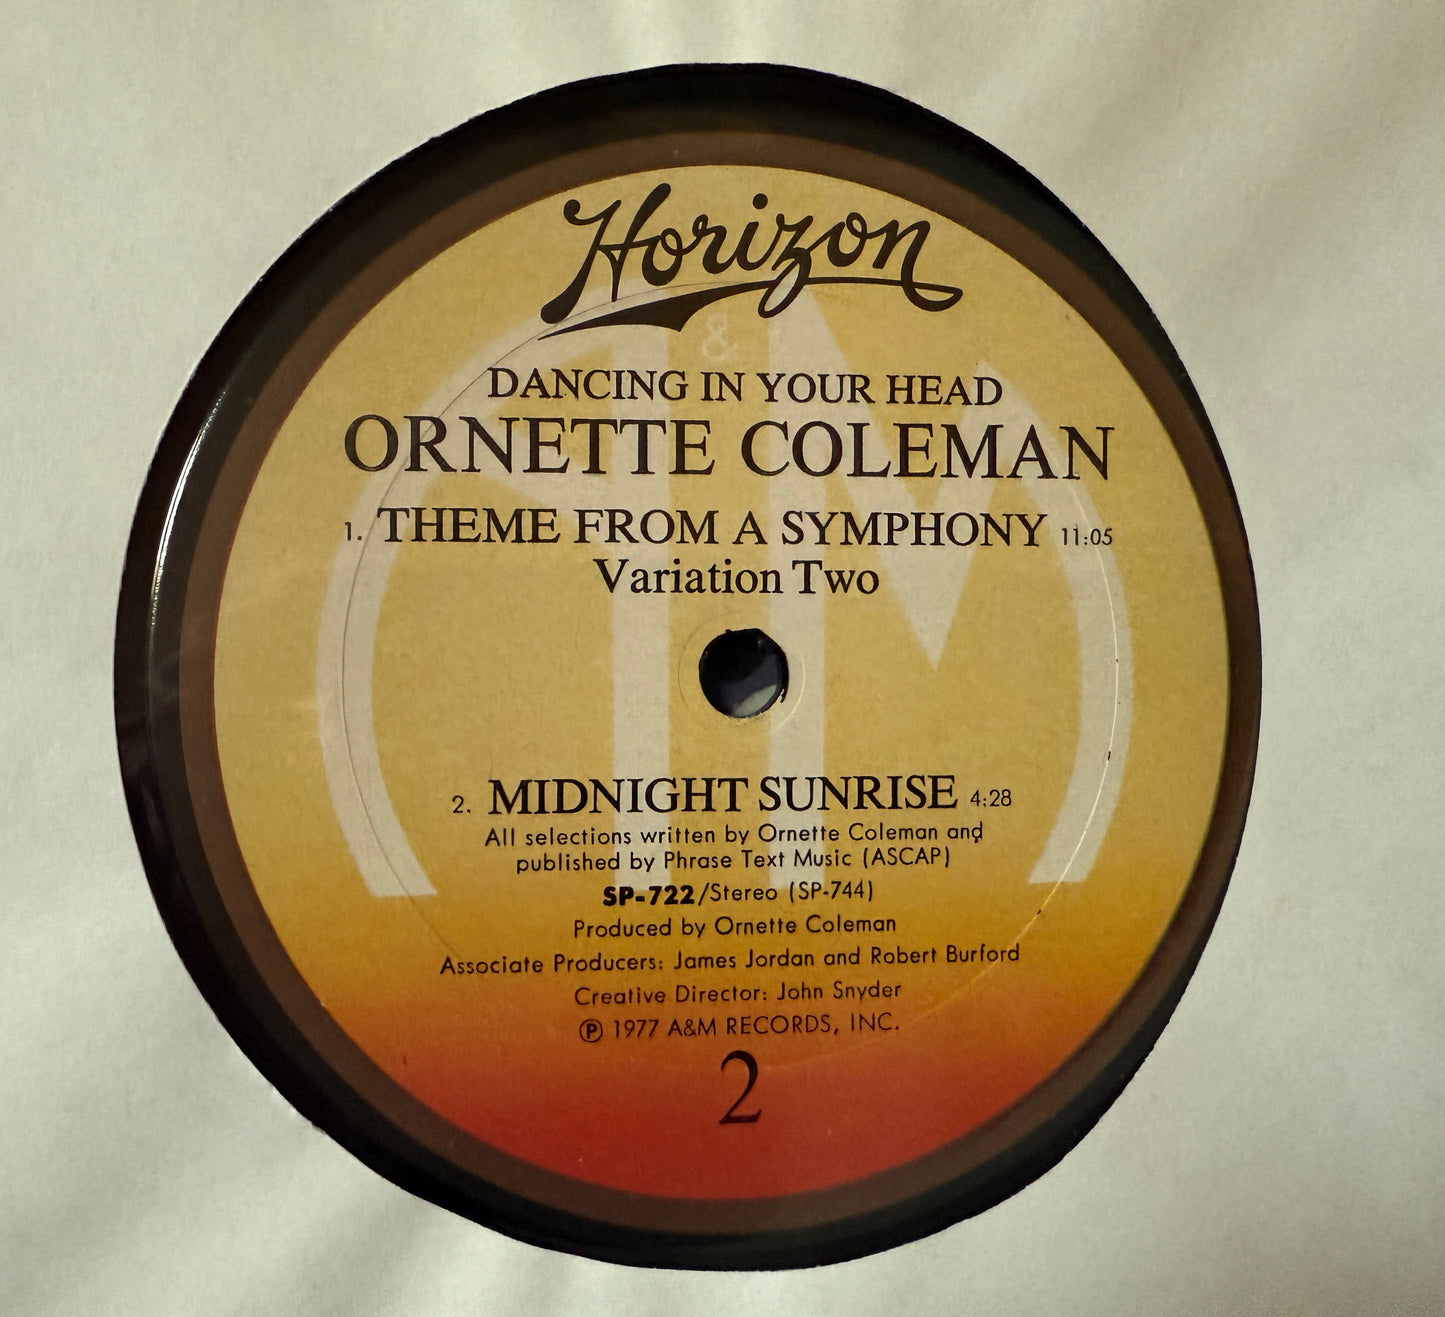 Horizon
&
DANCING IN YOUR HEAD
ORNETTE COLEMAN
1. THEME FROM A SYMPHONY 11:05
Variation Two
2. MIDNIGHT SUNRISE 4:28
All selections written by Ornette Coleman and
published by Phrase Text Music (ASCAP)
SP-722/Stereo (SP-744)
Produced by Ornette Coleman
Associate Producers: James Jordan and Robert Burford
Creative Director: John Snyder
℗ 1977 A&M RECORDS, INC.
2